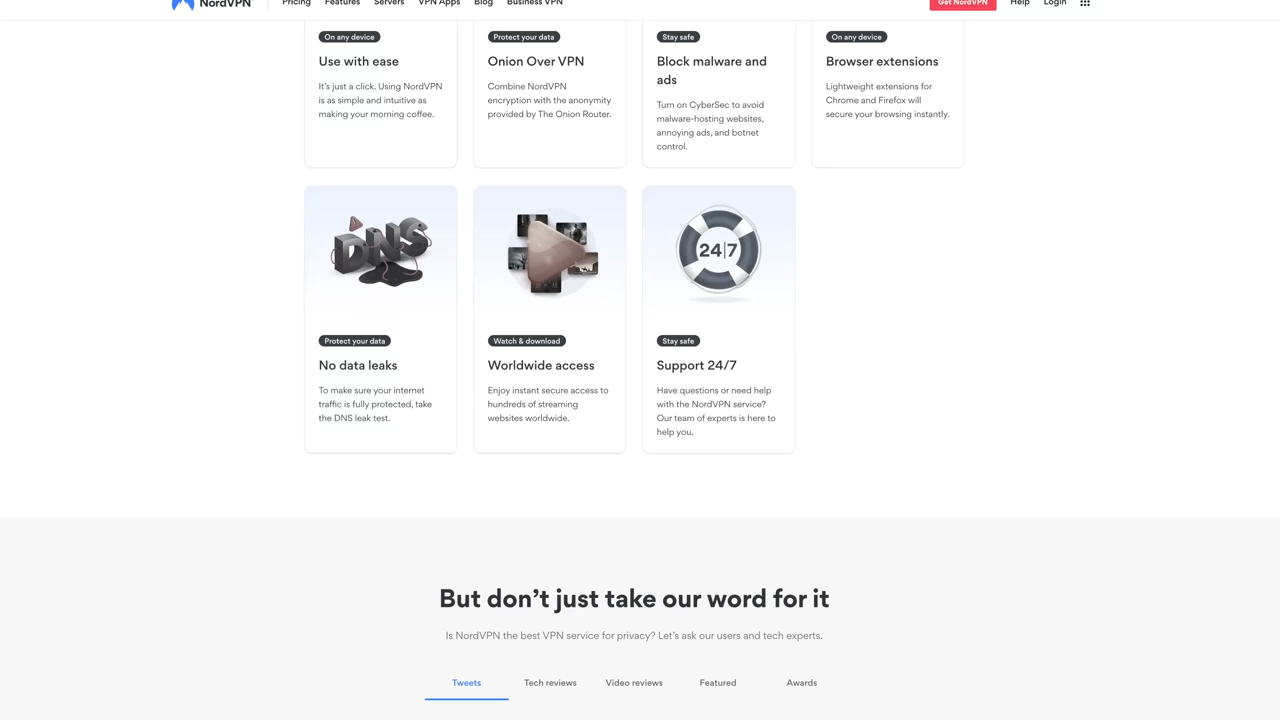 NordVPN
Pricing
Features
Servers
VPN Apps
Blog
Business VPN
Get NordVPN
Help
Login
On any device
Use with ease
It's just a click. Using NordVPN
is as simple and intuitive as
making your morning coffee.
Protect your data
Onion Over VPN
Combine NordVPN
encryption with the anonymity
provided by The Onion Router.
Stay safe
Block malware and
ads
Turn on CyberSec to avoid
malware-hosting websites,
annoying ads, and botnet
control.
On any device
Browser extensions
Lightweight extensions for
Chrome and Firefox will
secure your browsing instantly.
DNS
Protect your data
No data leaks
To make sure your internet
traffic is fully protected, take
the DNS leak test.
Watch & download
Worldwide access
Enjoy instant secure access to
hundreds of streaming
websites worldwide.
24|7
Stay safe
Support 24/7
Have questions or need help
with the NordVPN service?
Our team of experts is here to
help you.
But don't just take our word for it
Is NordVPN the best VPN service for privacy? Let's ask our users and tech experts.
Tweets
Tech reviews
Video reviews
Featured
Awards